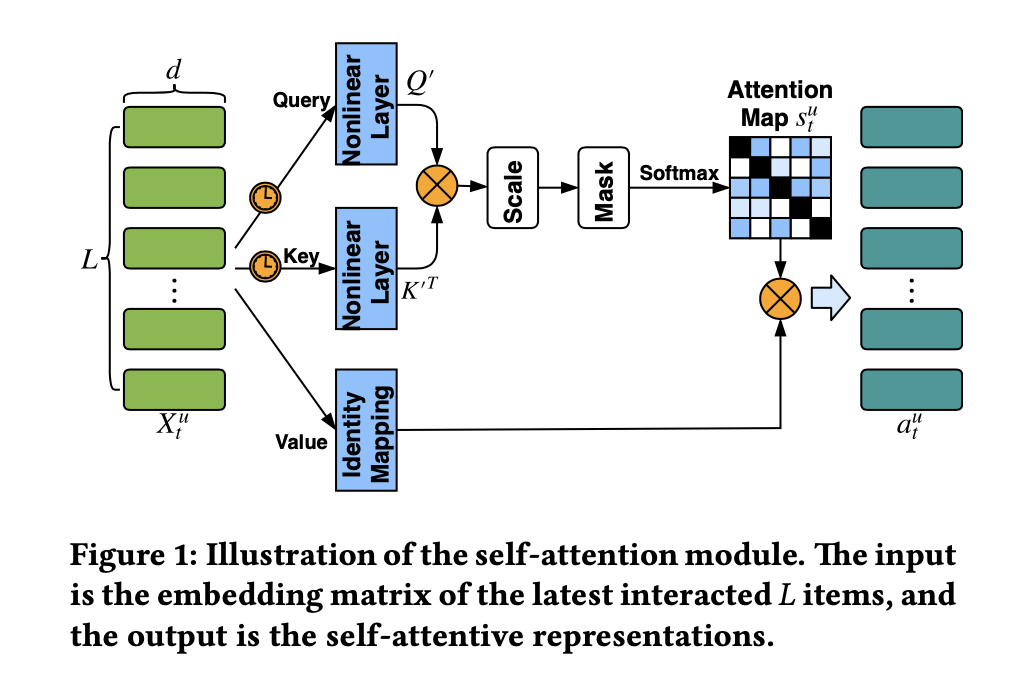 d
L
X_t^u
Query
Key
Value
Nonlinear
Layer
Q′
Nonlinear
Layer
K′^T
Identity
Mapping
Scale
Mask
Softmax
Attention
Map s_t^u
a_t^u
Figure 1: Illustration of the self-attention module. The input
is the embedding matrix of the latest interacted L items, and
the output is the self-attentive representations.